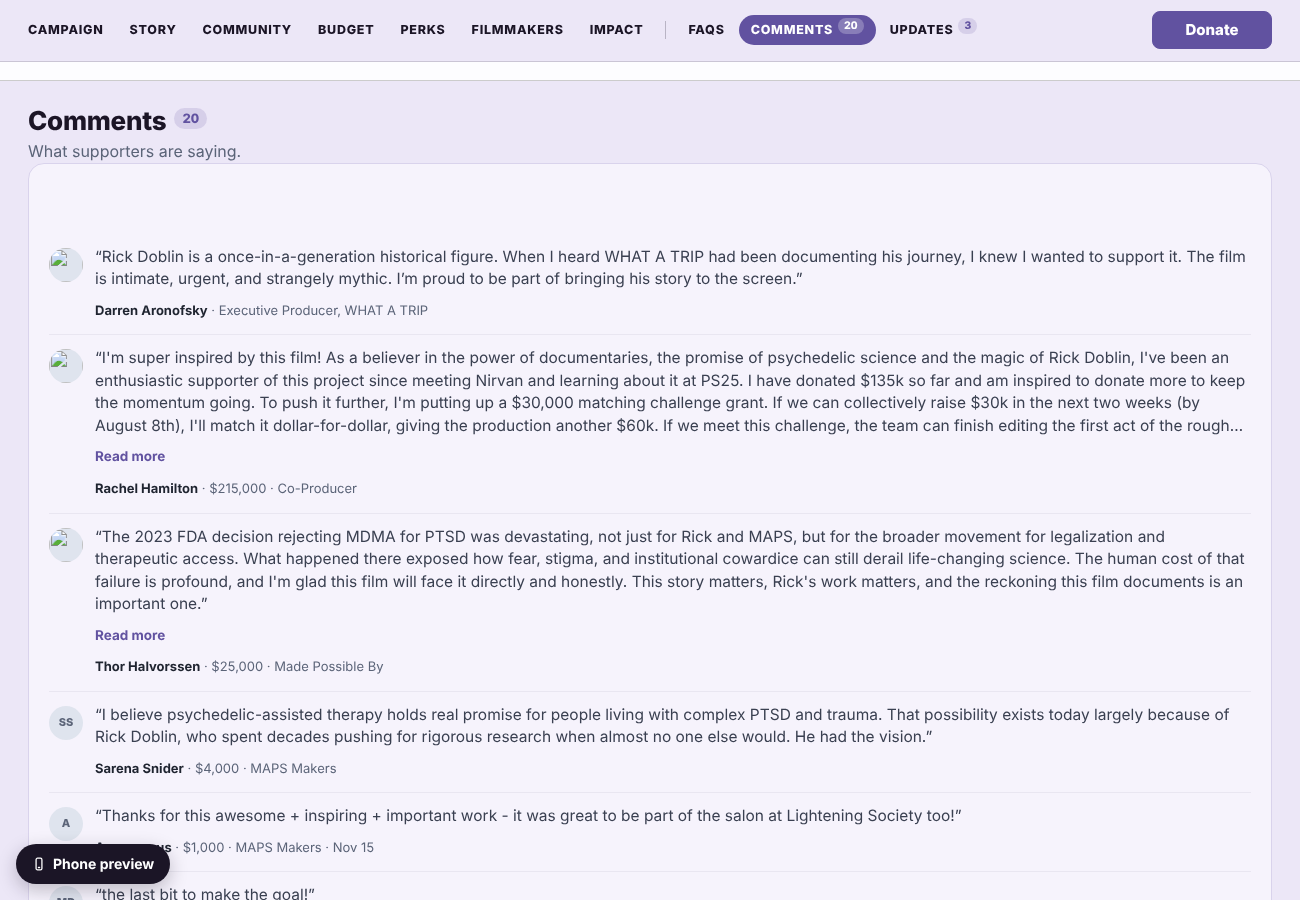 CAMPAIGN STORY COMMUNITY BUDGET PERKS FILMMAKERS IMPACT FAQS COMMENTS 20 UPDATES 3 Donate
Comments 20
What supporters are saying.
“Rick Doblin is a once-in-a-generation historical figure. When I heard WHAT A TRIP had been documenting his journey, I knew I wanted to support it. The film
is intimate, urgent, and strangely mythic. I’m proud to be part of bringing his story to the screen.”
Darren Aronofsky · Executive Producer, WHAT A TRIP
“I'm super inspired by this film! As a believer in the power of documentaries, the promise of psychedelic science and the magic of Rick Doblin, I've been an
enthusiastic supporter of this project since meeting Nirvan and learning about it at PS25. I have donated $135k so far and am inspired to donate more to keep
the momentum going. To push it further, I'm putting up a $30,000 matching challenge grant. If we can collectively raise $30k in the next two weeks (by
August 8th), I'll match it dollar-for-dollar, giving the production another $60k. If we meet this challenge, the team can finish editing the first act of the rough…
Read more
Rachel Hamilton · $215,000 · Co-Producer
“The 2023 FDA decision rejecting MDMA for PTSD was devastating, not just for Rick and MAPS, but for the broader movement for legalization and
therapeutic access. What happened there exposed how fear, stigma, and institutional cowardice can still derail life-changing science. The human cost of that
failure is profound, and I'm glad this film will face it directly and honestly. This story matters, Rick's work matters, and the reckoning this film documents is an
important one.”
Read more
Thor Halvorssen · $25,000 · Made Possible By
SS
“I believe psychedelic-assisted therapy holds real promise for people living with complex PTSD and trauma. That possibility exists today largely because of
Rick Doblin, who spent decades pushing for rigorous research when almost no one else would. He had the vision.”
Sarena Snider · $4,000 · MAPS Makers
A
“Thanks for this awesome + inspiring + important work - it was great to be part of the salon at Lightening Society too!”
· $1,000 · MAPS Makers · Nov 15
Phone preview
“the last bit to make the goal!”